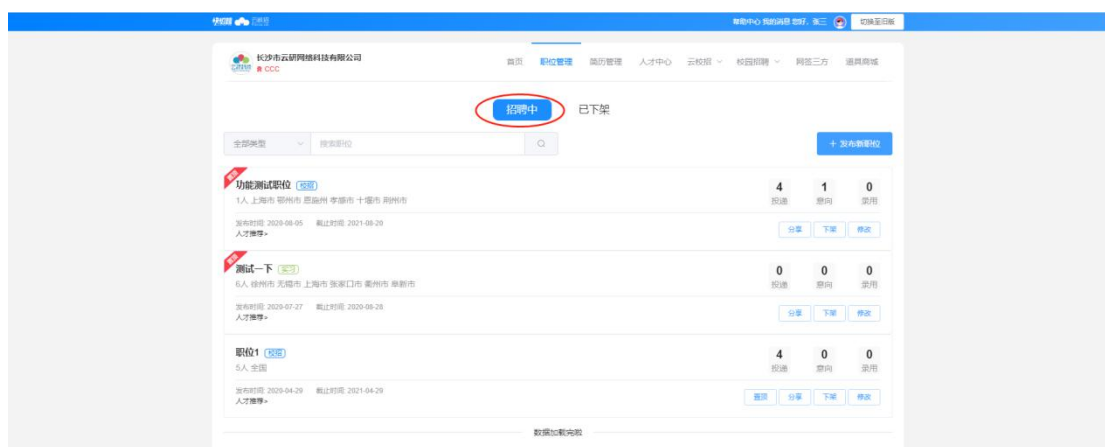 云校招
帮助中心 我的消息 您好，张三 切换至旧版
长沙市云研网络科技有限公司
CCC
首页 职位管理 简历管理 人才中心 云校招 校园招聘 网签三方 道具商城
招聘中 已下架
全部类型 搜索职位 + 发布新职位
置顶
功能测试职位 校招
1人 上海市 鄂州市 恩施州 孝感市 十堰市 荆州市
4 1 0
投递 意向 录用
发布时间: 2020-08-05 截止时间: 2021-08-20
人才推荐>
分享 下架 修改
置顶
测试一下 实习
6人 徐州市 无锡市 上海市 张家口市 衢州市 阜新市
0 0 0
投递 意向 录用
发布时间: 2020-07-27 截止时间: 2020-08-28
人才推荐>
分享 下架 修改
职位1 校招
5人 全国
4 0 0
投递 意向 录用
发布时间: 2020-04-29 截止时间: 2021-04-29
人才推荐>
置顶 分享 下架 修改
数据加载完啦